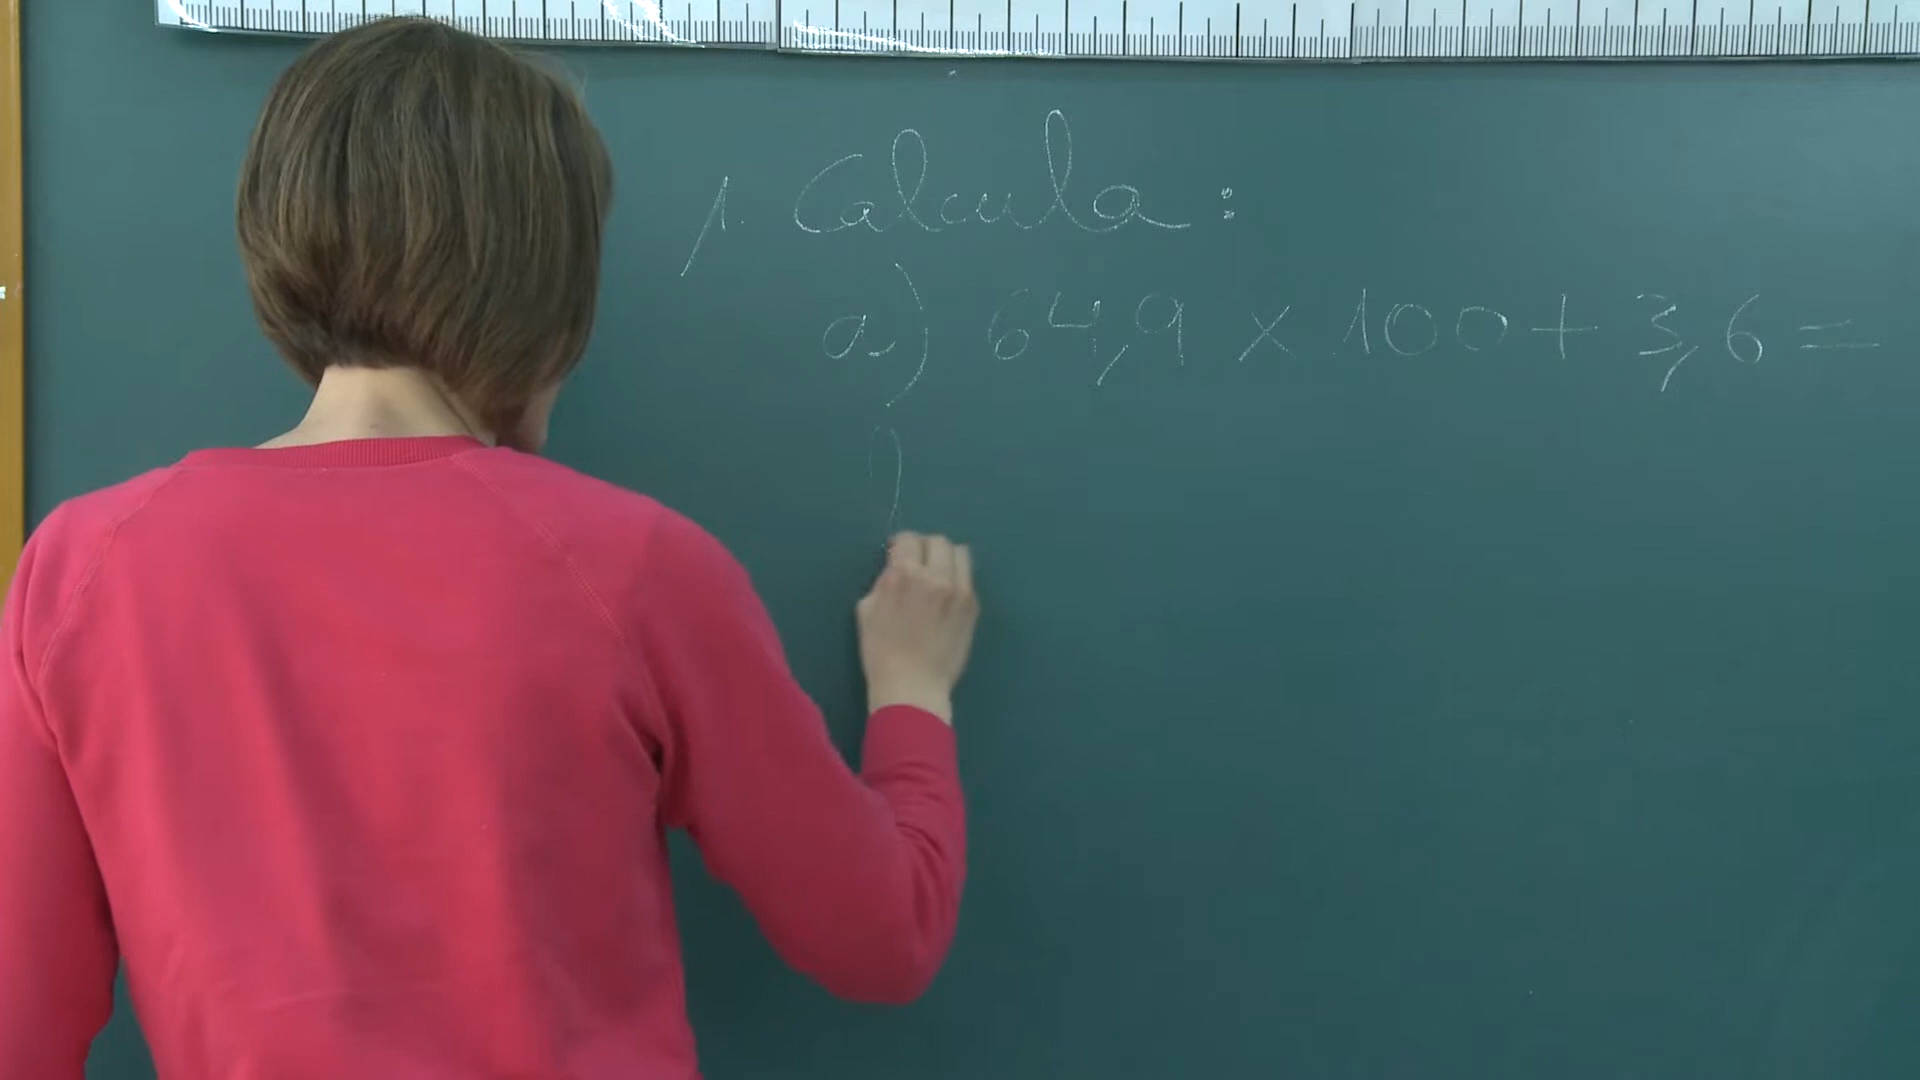 1. Calcula:
a) 64,9 × 100 + 3,6 =